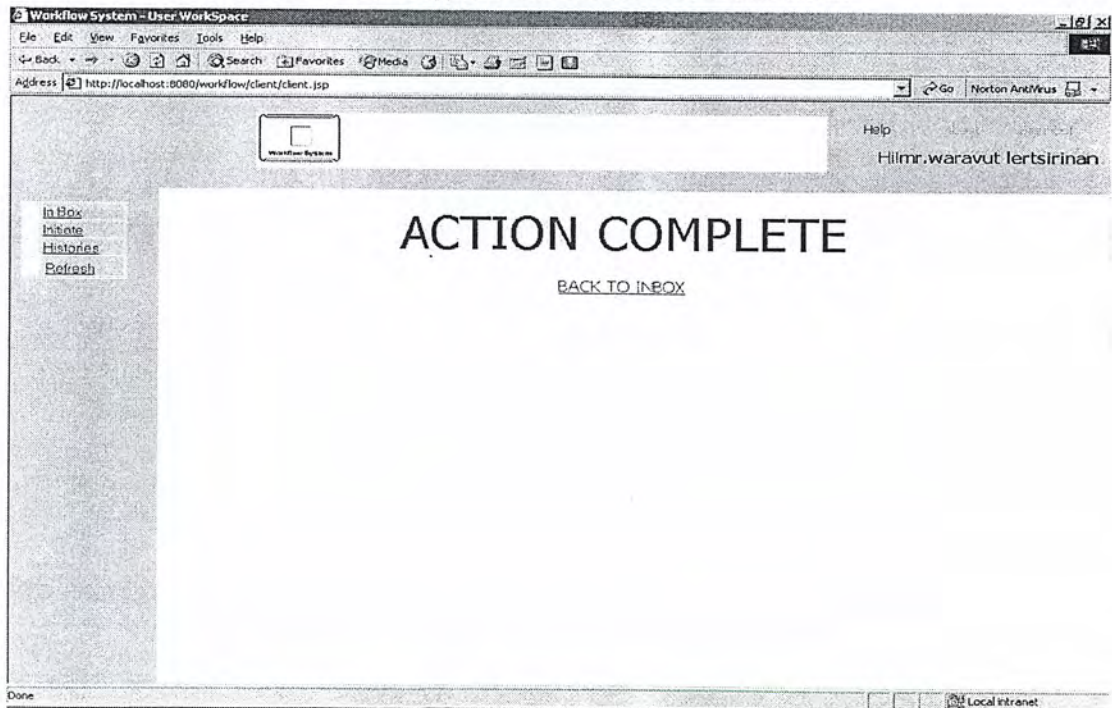 Workflow System - User WorkSpace
File Edit View Favorites Tools Help
Back Search Favorites Media
Address http://localhost:8080/workflow/client/client.jsp Go Norton AntiVirus
Workflow System
Help
Hi!mr.waravut lertsirinan
In Box
Initiate
Histories
Refresh
ACTION COMPLETE
BACK TO INBOX
Done
Local intranet